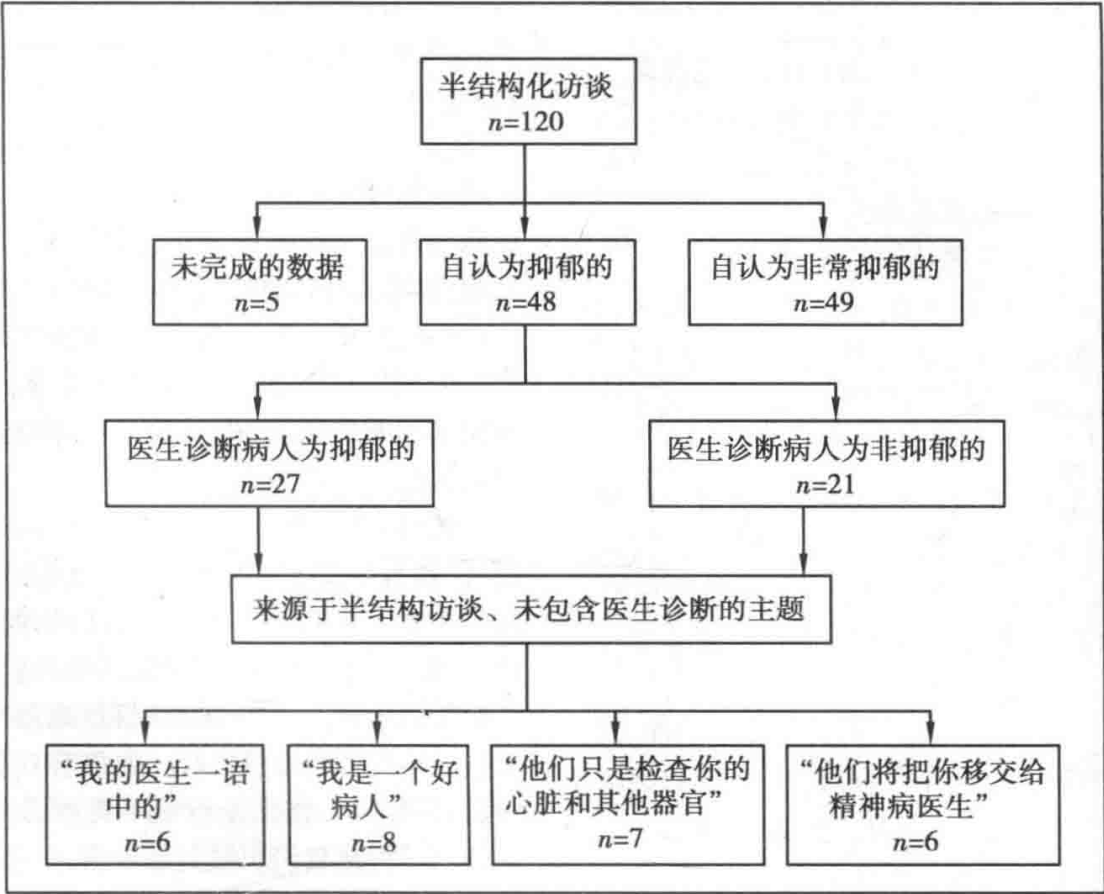 半结构化访谈
n=120
未完成的数据
n=5
自认为抑郁的
n=48
自认为非常抑郁的
n=49
医生诊断病人为抑郁的
n=27
医生诊断病人为非抑郁的
n=21
来源于半结构访谈、未包含医生诊断的主题
“我的医生一语
中的”
n=6
“我是一个好
病人”
n=8
“他们只是检查你的
心脏和其他器官”
n=7
“他们将把你移交给
精神病医生”
n=6